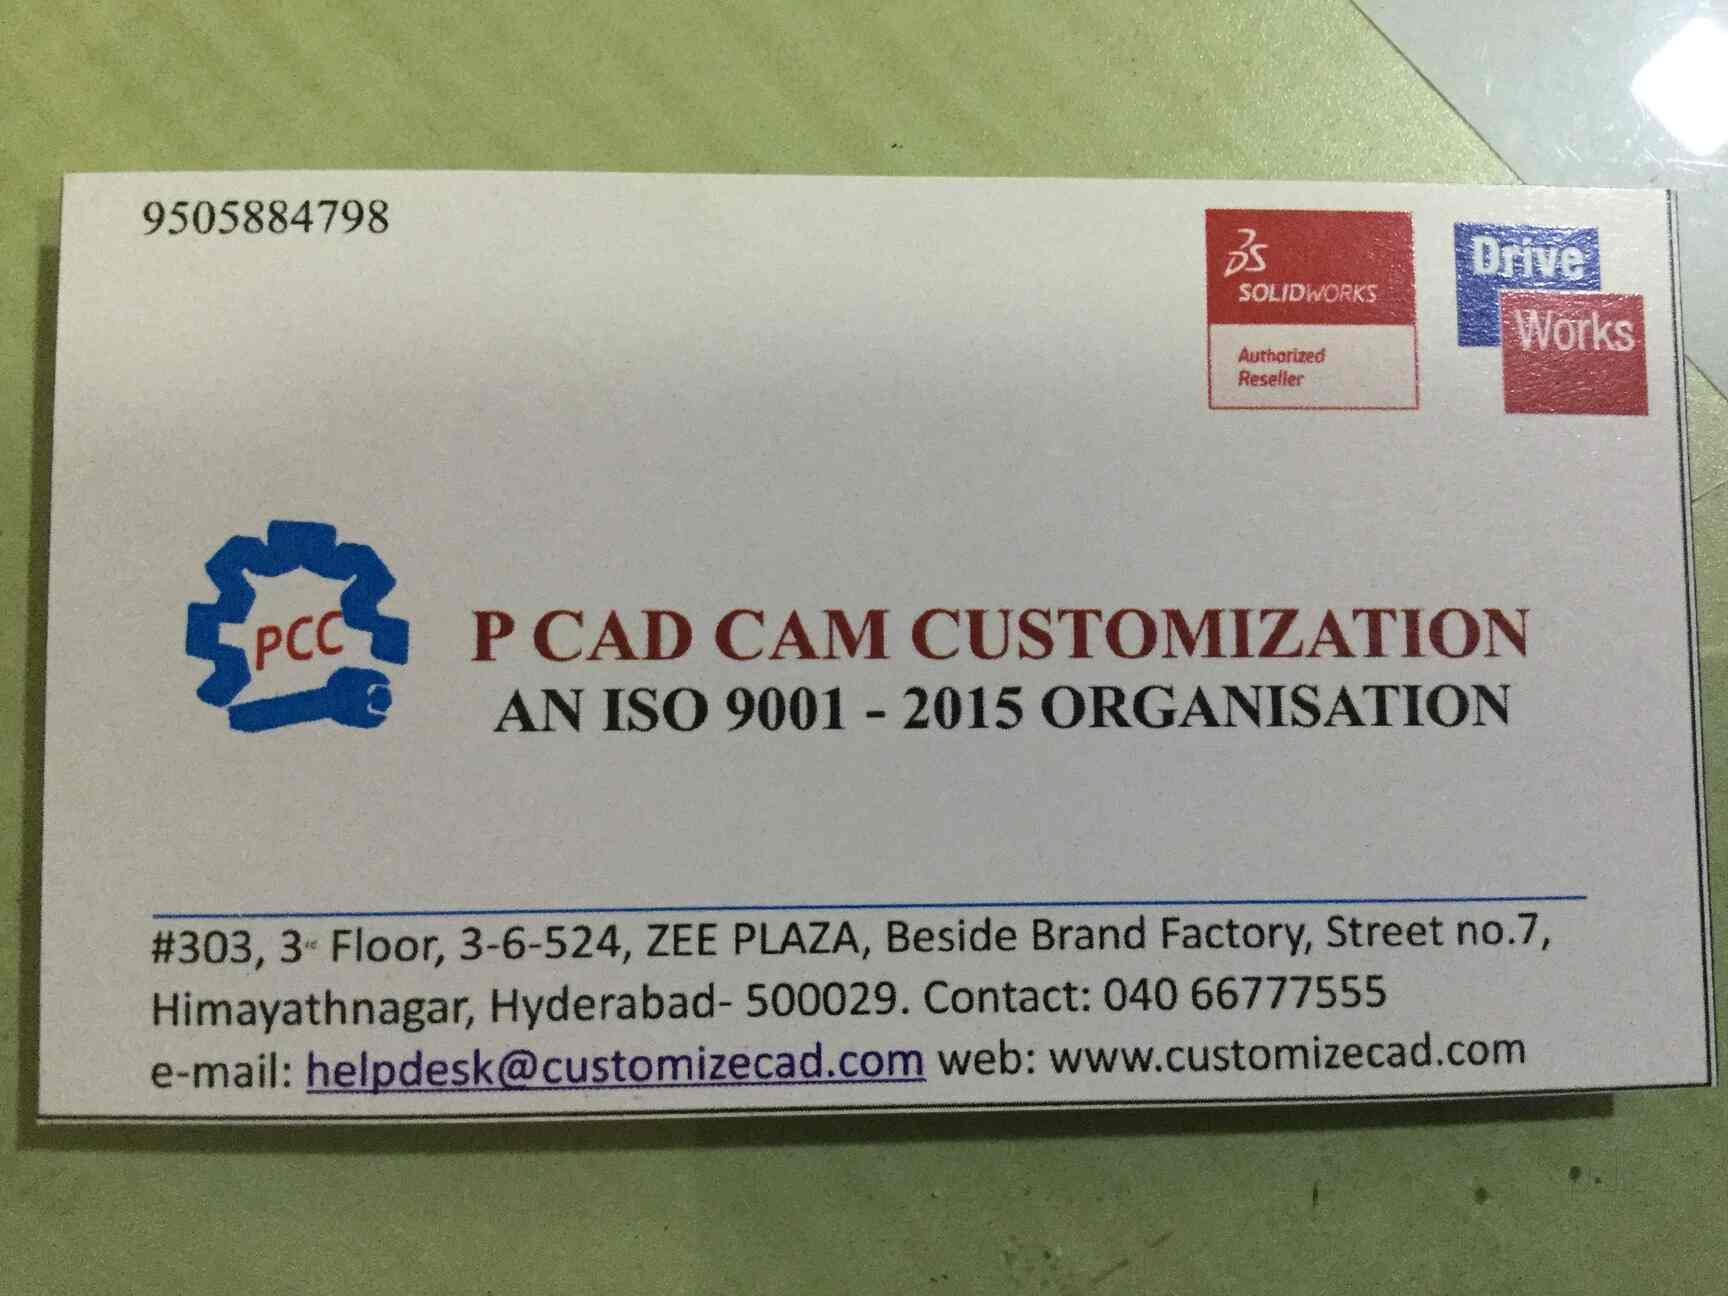 9505884798
3DS
SOLIDWORKS
Authorized
Reseller
Drive
Works
PCC
P CAD CAM CUSTOMIZATION
AN ISO 9001 - 2015 ORGANISATION
#303, 3rd Floor, 3-6-524, ZEE PLAZA, Beside Brand Factory, Street no.7,
Himayathnagar, Hyderabad- 500029. Contact: 040 66777555
e-mail: helpdesk@customizecad.com web: www.customizecad.com